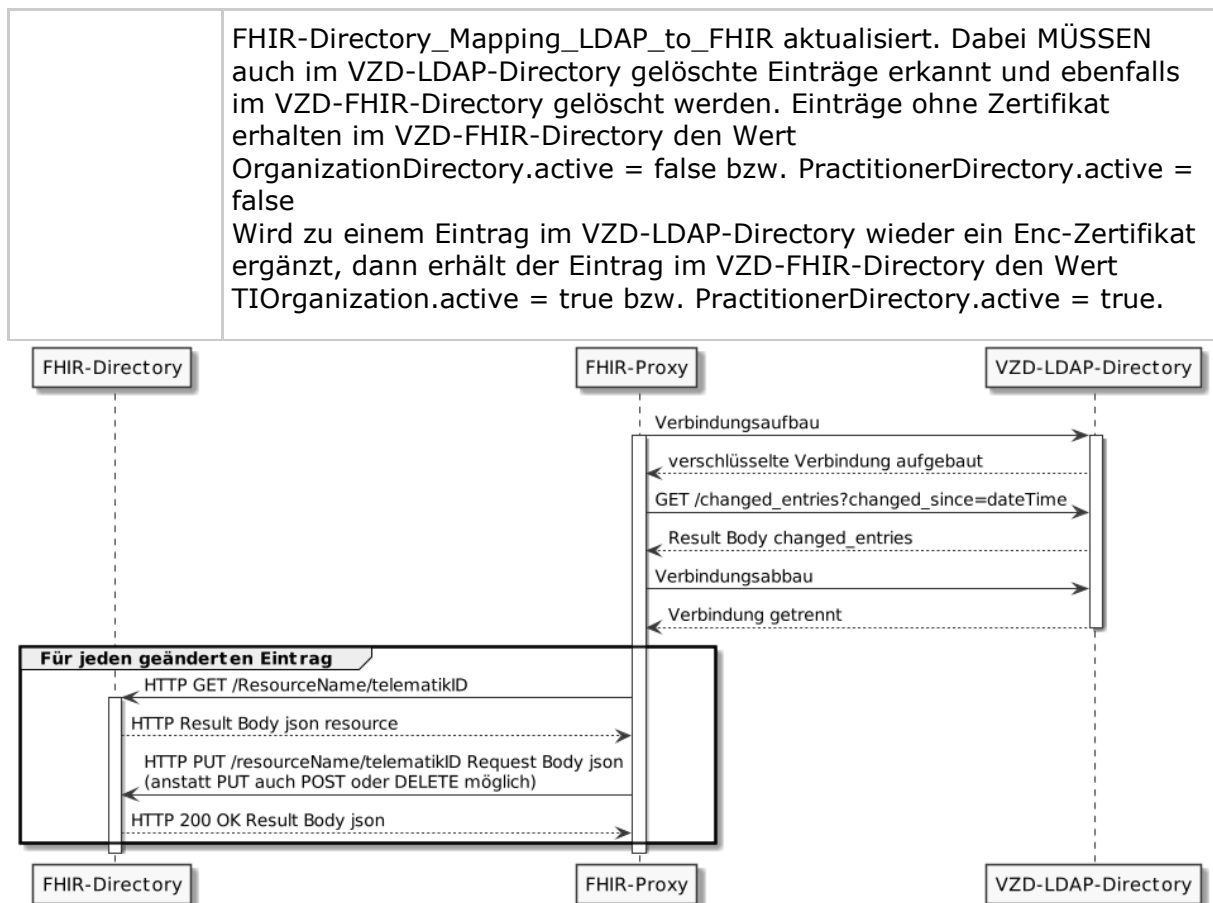 FHIR-Directory_Mapping_LDAP_to_FHIR aktualisiert. Dabei MÜSSEN
auch im VZD-LDAP-Directory gelöschte Einträge erkannt und ebenfalls
im VZD-FHIR-Directory gelöscht werden. Einträge ohne Zertifikat
erhalten im VZD-FHIR-Directory den Wert
OrganizationDirectory.active = false bzw. PractitionerDirectory.active =
false
Wird zu einem Eintrag im VZD-LDAP-Directory wieder ein Enc-Zertifikat
ergänzt, dann erhält der Eintrag im VZD-FHIR-Directory den Wert
TIOrganization.active = true bzw. PractitionerDirectory.active = true.
FHIR-Directory
FHIR-Proxy
VZD-LDAP-Directory
Verbindungsaufbau
verschlüsselte Verbindung aufgebaut
GET /changed_entries?changed_since=dateTime
Result Body changed_entries
Verbindungsabbau
Verbindung getrennt
Für jeden geänderten Eintrag
HTTP GET /ResourceName/telematikID
HTTP Result Body json resource
HTTP PUT /resourceName/telematikID Request Body json
(anstatt PUT auch POST oder DELETE möglich)
HTTP 200 OK Result Body json
FHIR-Directory
FHIR-Proxy
VZD-LDAP-Directory